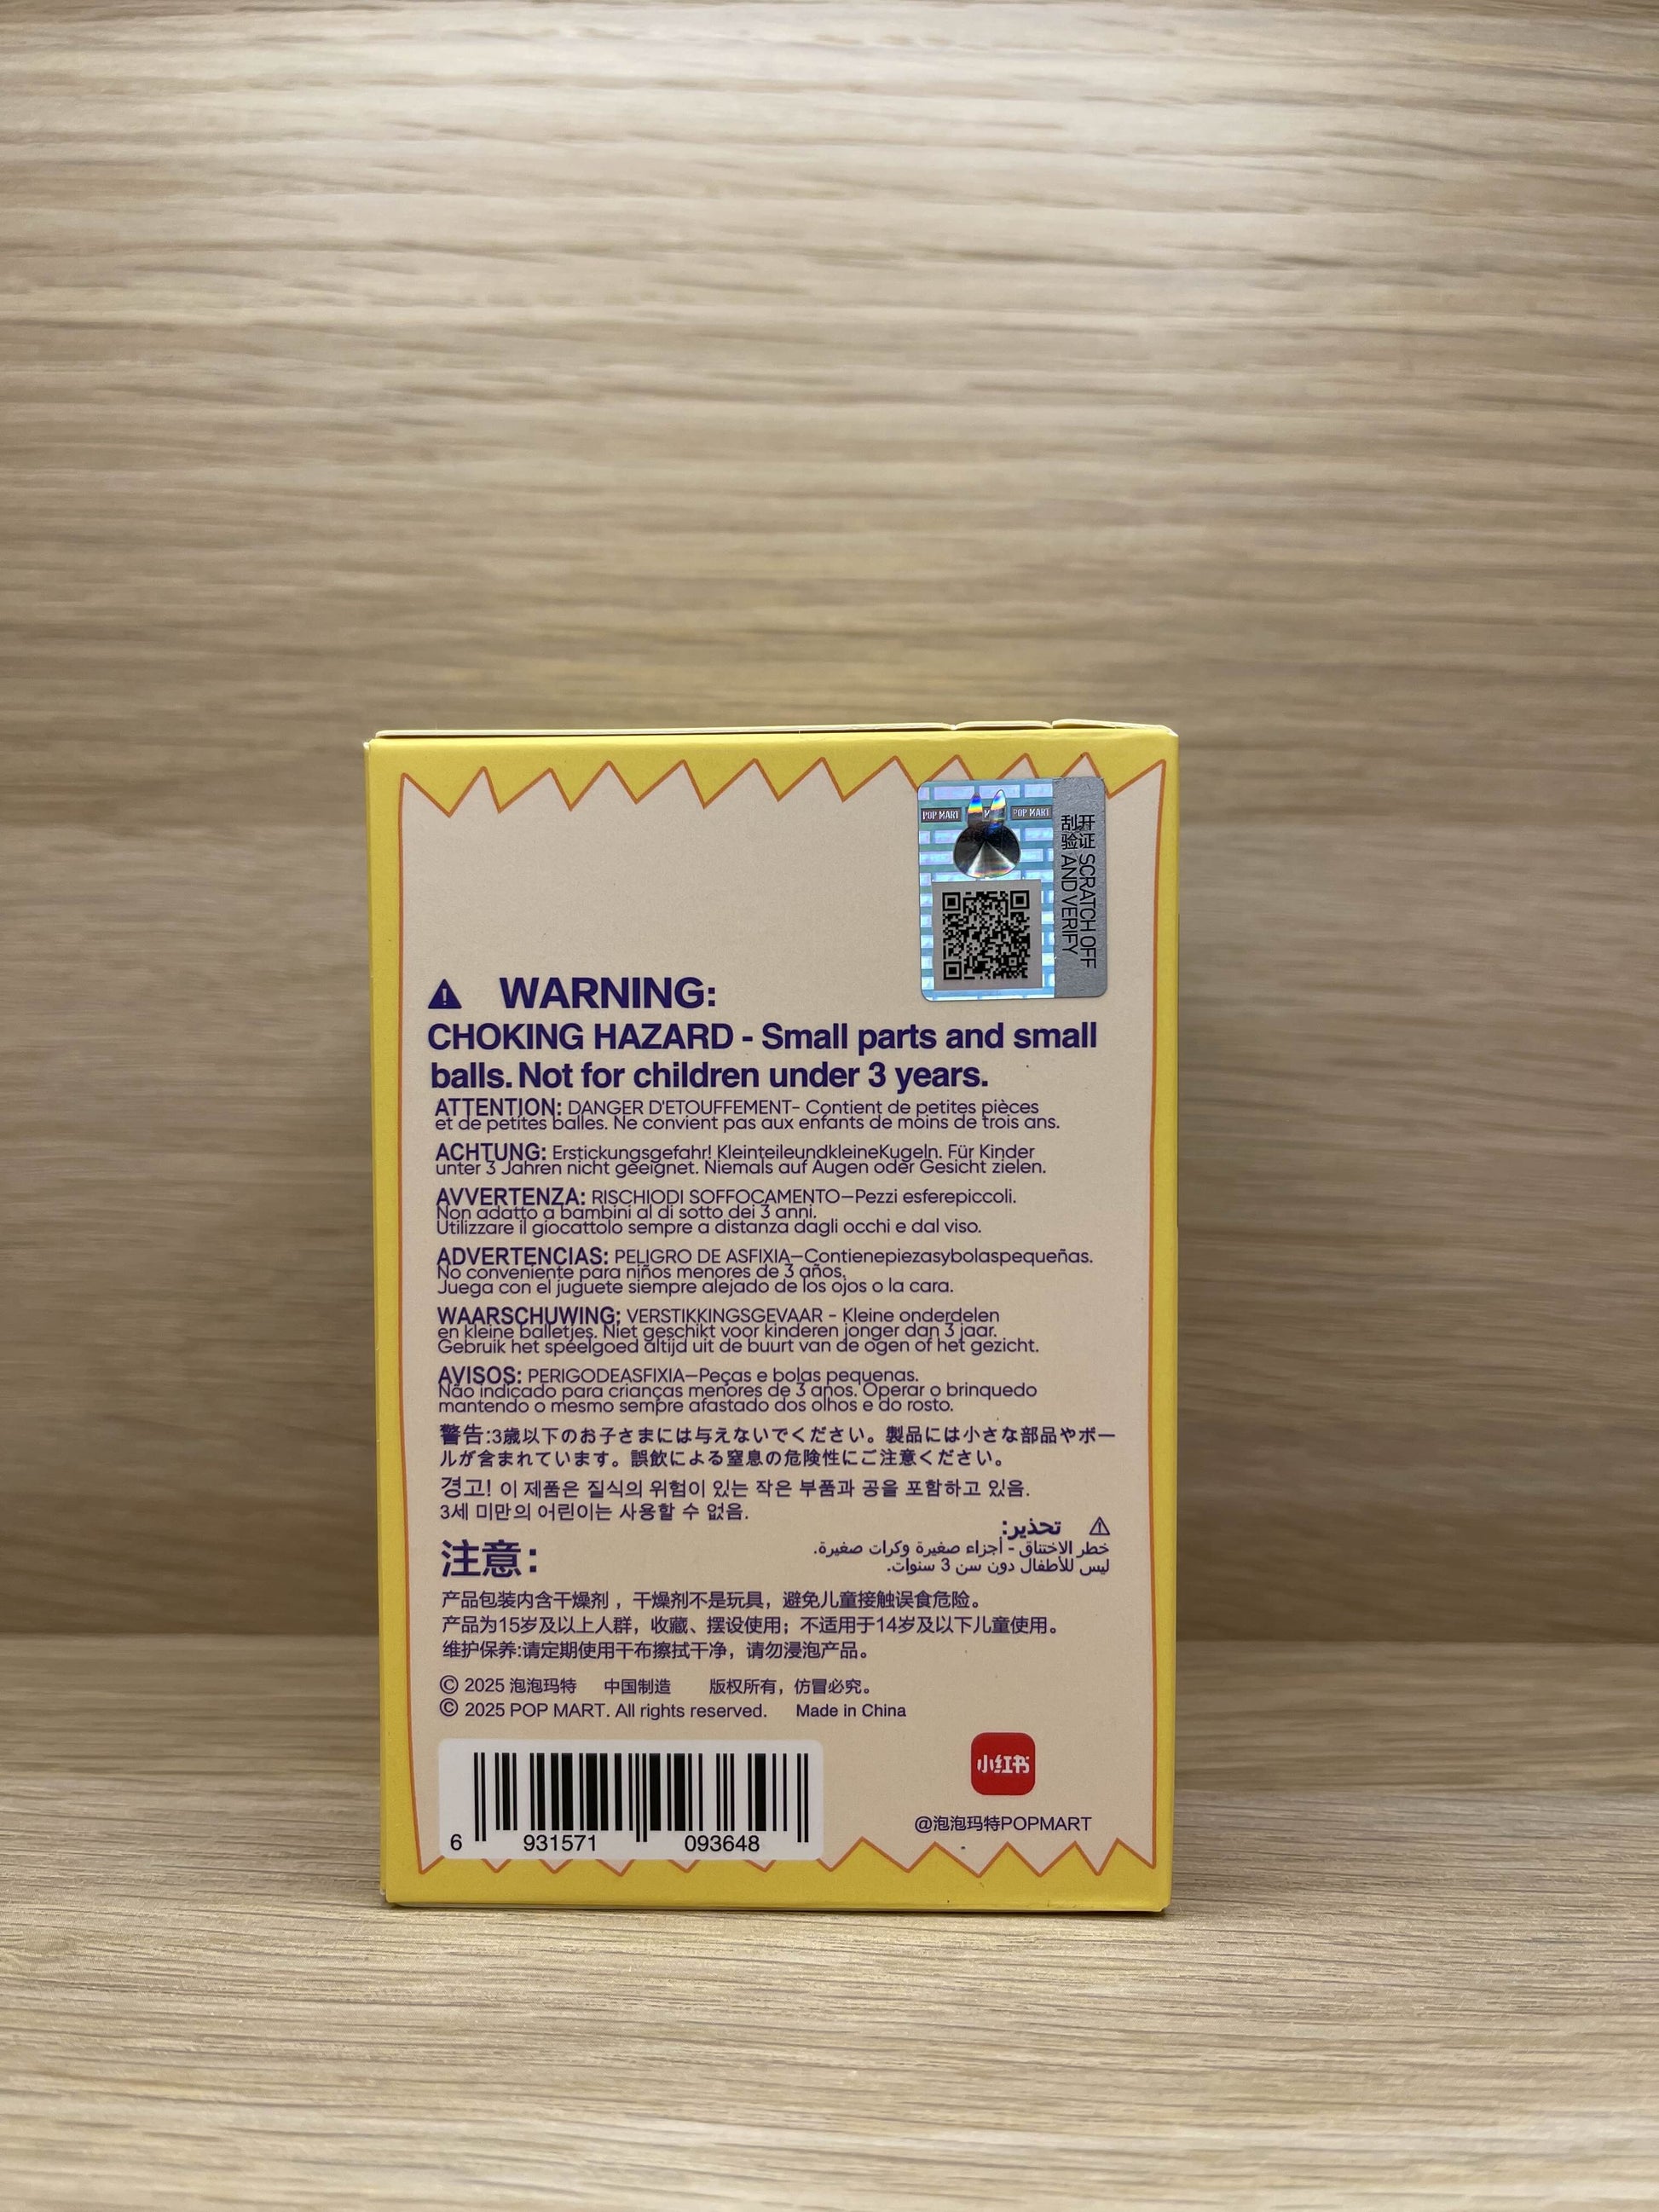 POP MART
M
POP MART
刮开
验证 SCRATCH OFF
AND VERIFY
WARNING:
CHOKING HAZARD - Small parts and small
balls. Not for children under 3 years.
ATTENTION: DANGER D'ETOUFFEMENT- Contient de petites pièces
et de petites balles. Ne convient pas aux enfants de moins de trois ans.
ACHTUNG: Erstickungsgefahr! KleinteileundkleineKugeln. Für Kinder
unter 3 Jahren nicht geeignet. Niemals auf Augen oder Gesicht zielen.
AVVERTENZA: RISCHIODI SOFFOCAMENTO—Pezzi esferepiccoli.
Non adatto a bambini al di sotto dei 3 anni.
Utilizzare il giocattolo sempre a distanza dagli occhi e dal viso.
ADVERTENCIAS: PELIGRO DE ASFIXIA—Contienepiezasybolaspequeñas.
No conveniente para niños menores de 3 años.
Juega con el juguete siempre alejado de los ojos o la cara.
WAARSCHUWING: VERSTIKKINGSGEVAAR - Kleine onderdelen
en kleine balletjes. Niet geschikt voor kinderen jonger dan 3 jaar.
Gebruik het speelgoed altijd uit de buurt van de ogen of het gezicht.
AVISOS: PERIGODEASFIXIA—Peças e bolas pequenas.
Não indicado para crianças menores de 3 anos. Operar o brinquedo
mantendo o mesmo sempre afastado dos olhos e do rosto.
警告:3歳以下のお子さまには与えないでください。製品には小さな部品やボー
ルが含まれています。誤飲による窒息の危険性にご注意ください。
경고! 이 제품은 질식의 위험이 있는 작은 부품과 공을 포함하고 있음.
3세 미만의 어린이는 사용할 수 없음.
تحذير:
خطر الاختناق - أجزاء صغيرة وكرات صغيرة.
ليس للأطفال دون سن 3 سنوات.
注意：
产品包装内含干燥剂，干燥剂不是玩具，避免儿童接触误食危险。
产品为15岁及以上人群，收藏、摆设使用；不适用于14岁及以下儿童使用。
维护保养:请定期使用干布擦拭干净，请勿浸泡产品。
© 2025 泡泡玛特 中国制造 版权所有，仿冒必究。
© 2025 POP MART. All rights reserved. Made in China
小红书
@泡泡玛特POPMART
6 931571 093648